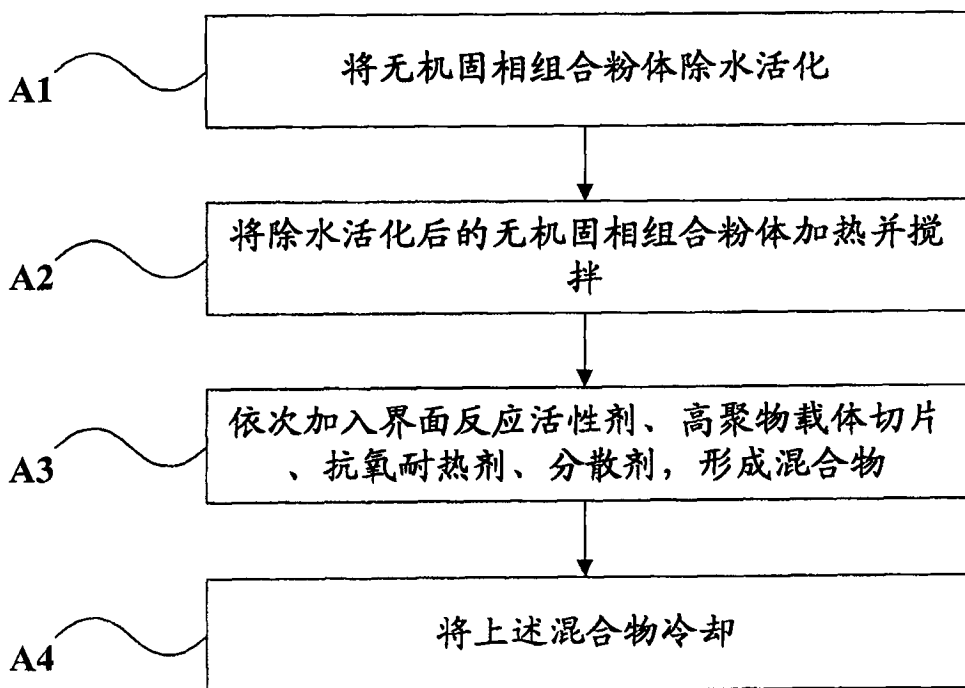 A1
将无机固相组合粉体除水活化
A2
将除水活化后的无机固相组合粉体加热并搅
拌
A3
依次加入界面反应活性剂、高聚物载体切片
、抗氧耐热剂、分散剂，形成混合物
A4
将上述混合物冷却